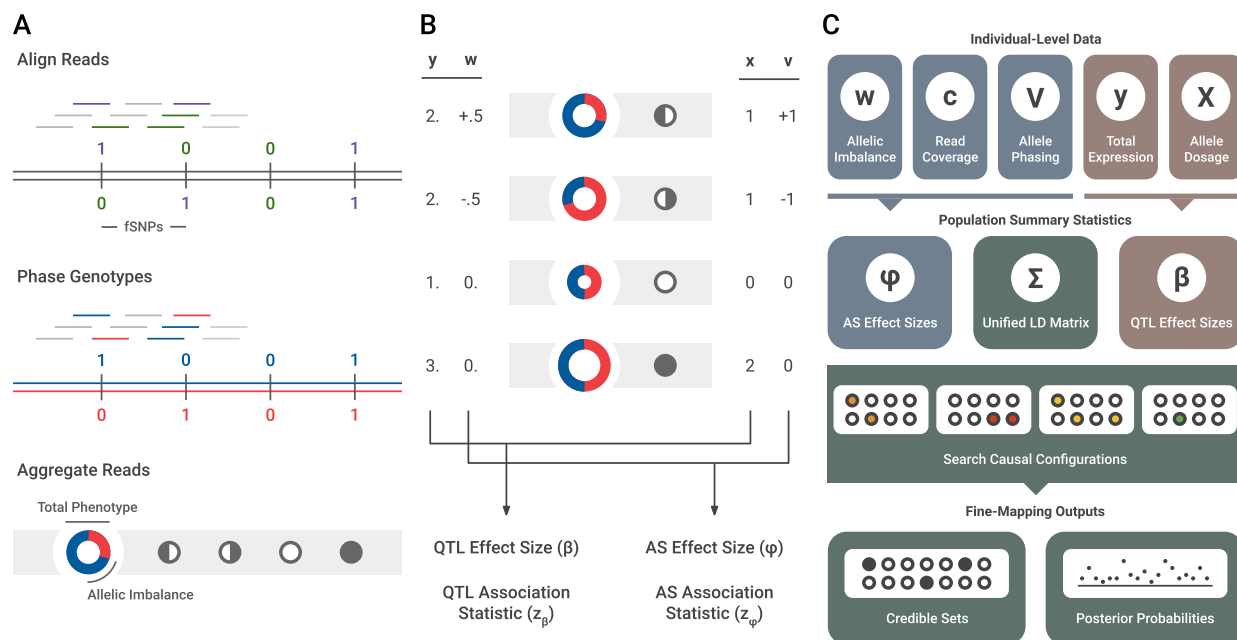 A
Align Reads
1 0 0 1
0 1 0 1
fSNPs
Phase Genotypes
1 0 0 1
0 1 0 1
Aggregate Reads
Total Phenotype
Allelic Imbalance
B
y w x v
2. +.5 1 +1
2. -.5 1 -1
1. 0. 0 0
3. 0. 2 0
QTL Effect Size (β)
AS Effect Size (φ)
QTL Association
Statistic (zβ)
AS Association
Statistic (zφ)
C
Individual-Level Data
w c V y X
Allelic
Imbalance
Read
Coverage
Allele
Phasing
Total
Expression
Allele
Dosage
Population Summary Statistics
φ Σ β
AS Effect Sizes
Unified LD Matrix
QTL Effect Sizes
Search Causal Configurations
Fine-Mapping Outputs
Credible Sets
Posterior Probabilities